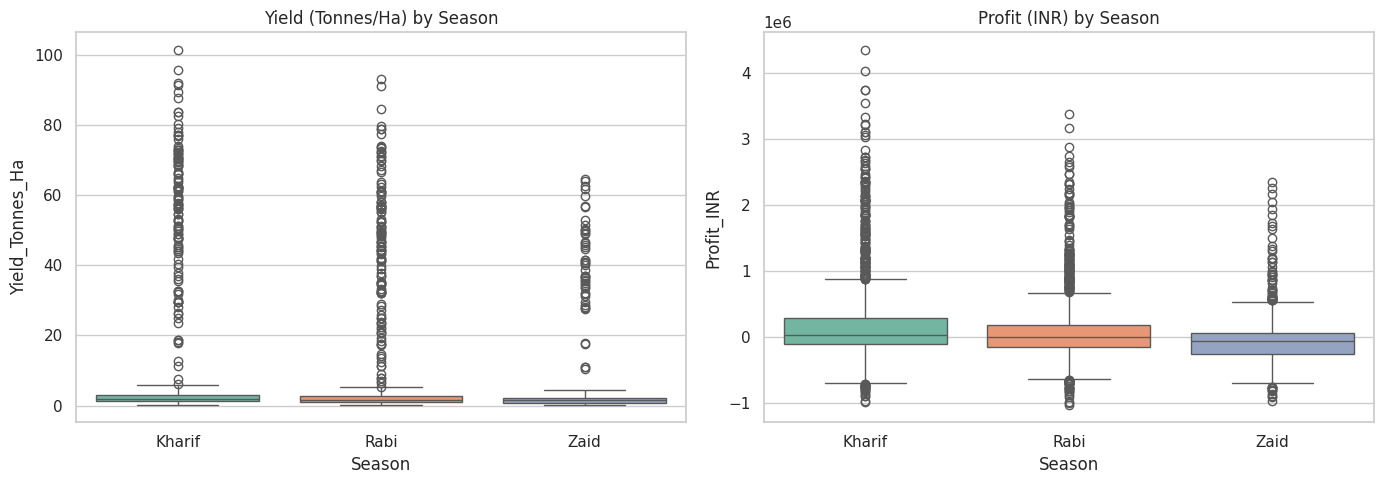 Yield (Tonnes/Ha) by Season
Yield_Tonnes_Ha
100
80
60
40
20
0
Kharif Rabi Zaid
Season
Profit (INR) by Season
1e6
Profit_INR
4
3
2
1
0
−1
Kharif Rabi Zaid
Season